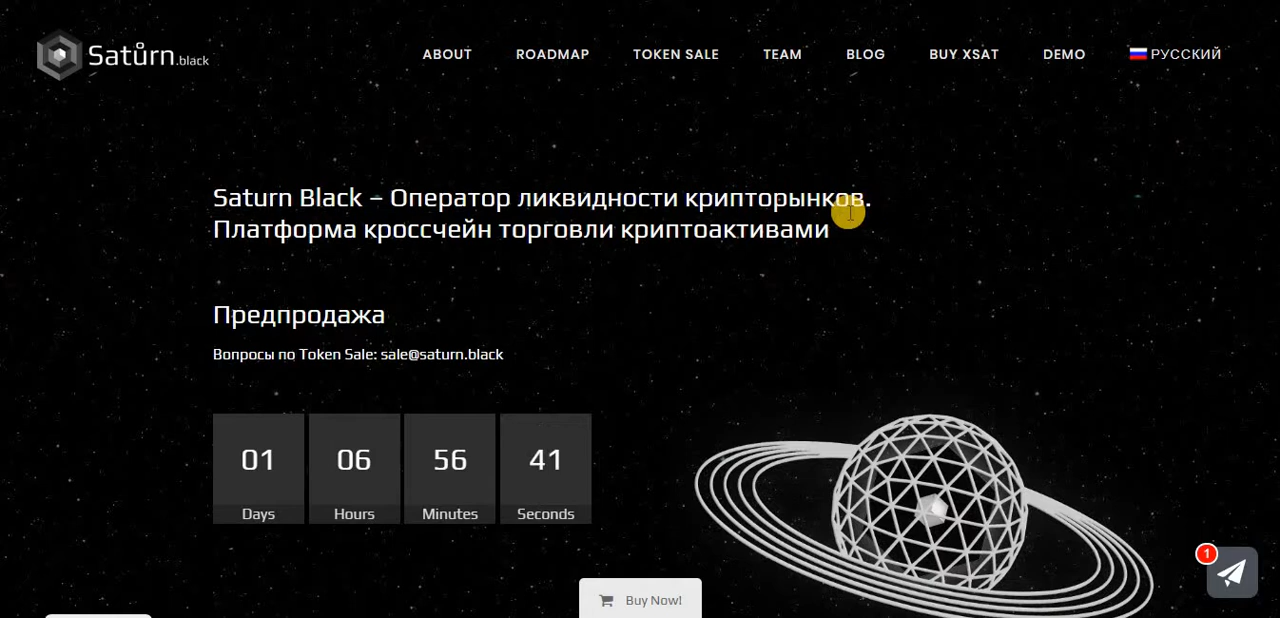 Satůrn.black
ABOUT ROADMAP TOKEN SALE TEAM BLOG BUY XSAT DEMO РУССКИЙ
Saturn Black – Оператор ликвидности крипторынков.
Платформа кроссчейн торговли криптоактивами
Предпродажа
Вопросы по Token Sale: sale@saturn.black
01 06 56 41
Days Hours Minutes Seconds
1
Buy Now!